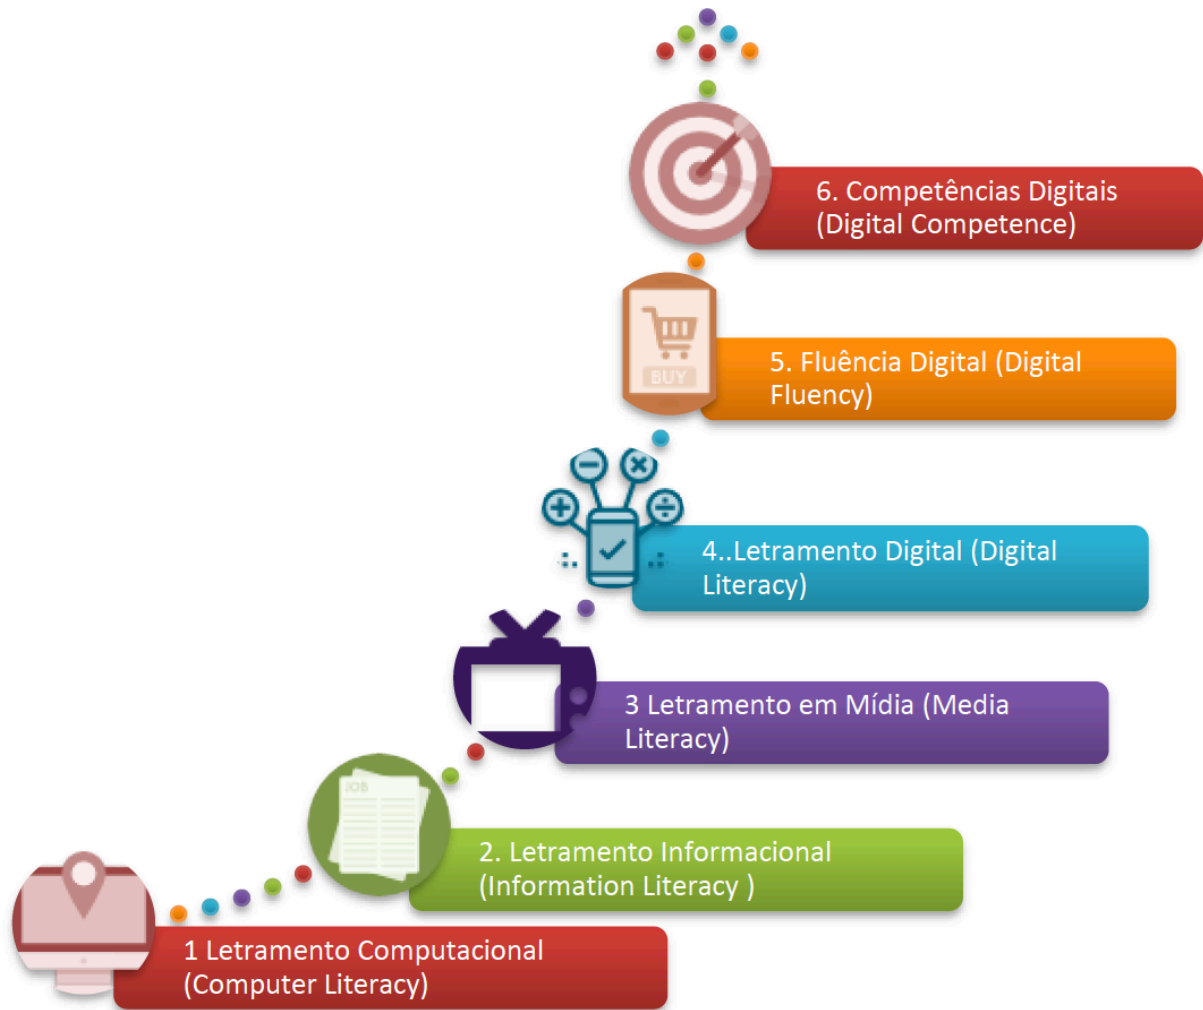 6. Competências Digitais
(Digital Competence)
BUY
5. Fluência Digital (Digital
Fluency)
4..Letramento Digital (Digital
Literacy)
3 Letramento em Mídia (Media
Literacy)
JOB
2. Letramento Informacional
(Information Literacy )
1 Letramento Computacional
(Computer Literacy)